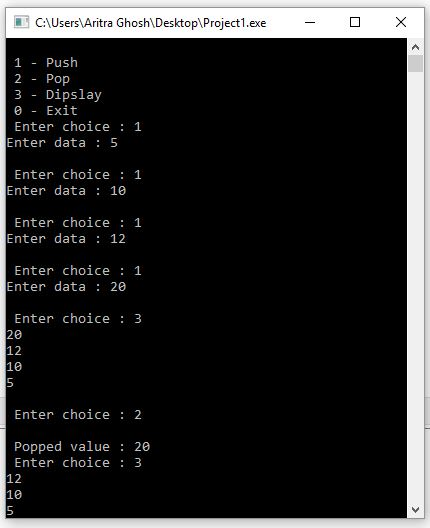 C:\Users\Aritra Ghosh\Desktop\Project1.exe
1 - Push
2 - Pop
3 - Dipslay
0 - Exit
Enter choice : 1
Enter data : 5
Enter choice : 1
Enter data : 10
Enter choice : 1
Enter data : 12
Enter choice : 1
Enter data : 20
Enter choice : 3
20
12
10
5
Enter choice : 2
Popped value : 20
Enter choice : 3
12
10
5